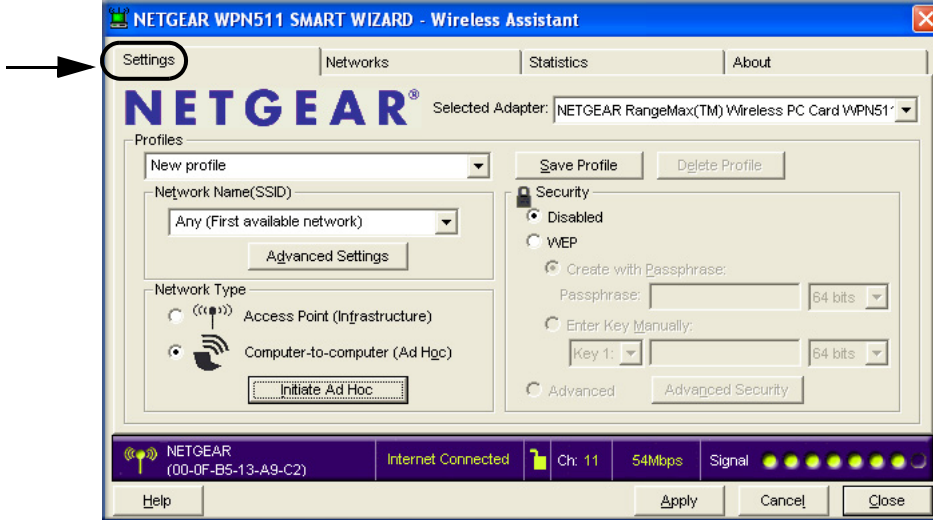 NETGEAR WPN511 SMART WIZARD - Wireless Assistant
Settings Networks Statistics About
NETGEAR® Selected Adapter: NETGEAR RangeMax(TM) Wireless PC Card WPN511
Profiles
New profile Save Profile Delete Profile
Network Name(SSID) Security
Any (First available network) Disabled
WEP
Advanced Settings Create with Passphrase:
Passphrase: 64 bits
Network Type
Access Point (Infrastructure) Enter Key Manually:
Computer-to-computer (Ad Hoc) Key 1: 64 bits
Initiate Ad Hoc Advanced Advanced Security
NETGEAR
(00-0F-B5-13-A9-C2) Internet Connected Ch: 11 54Mbps Signal
Help Apply Cancel Close